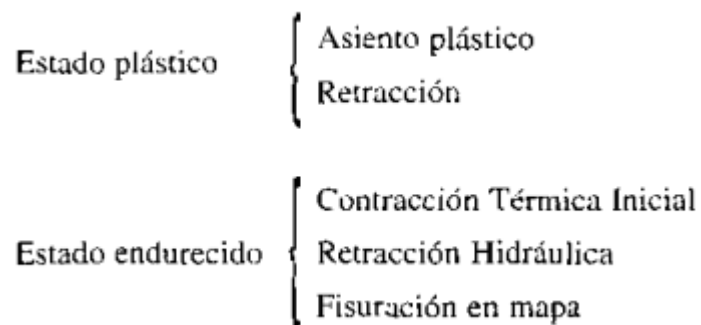 Estado plástico
Asiento plástico
Retracción
Estado endurecido
Contracción Térmica Inicial
Retracción Hidráulica
Fisuración en mapa